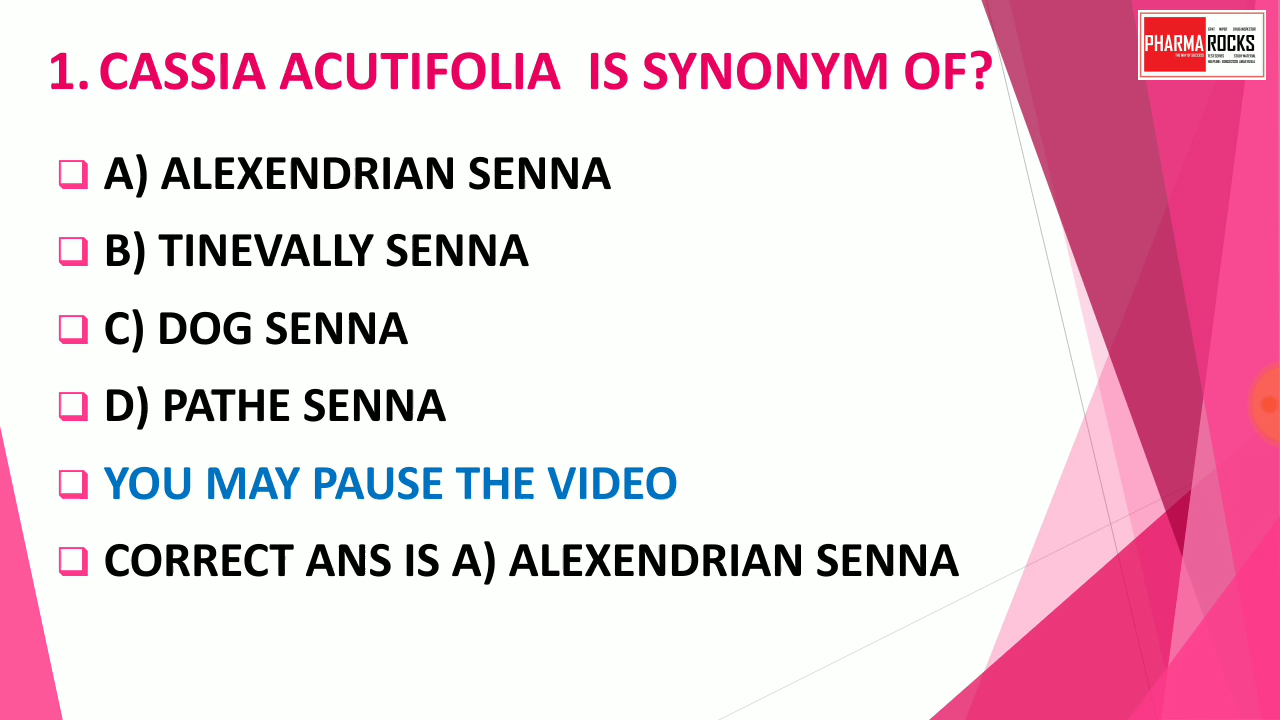 1. CASSIA ACUTIFOLIA IS SYNONYM OF?
A) ALEXENDRIAN SENNA
B) TINEVALLY SENNA
C) DOG SENNA
D) PATHE SENNA
YOU MAY PAUSE THE VIDEO
CORRECT ANS IS A) ALEXENDRIAN SENNA
PHARMA ROCKS